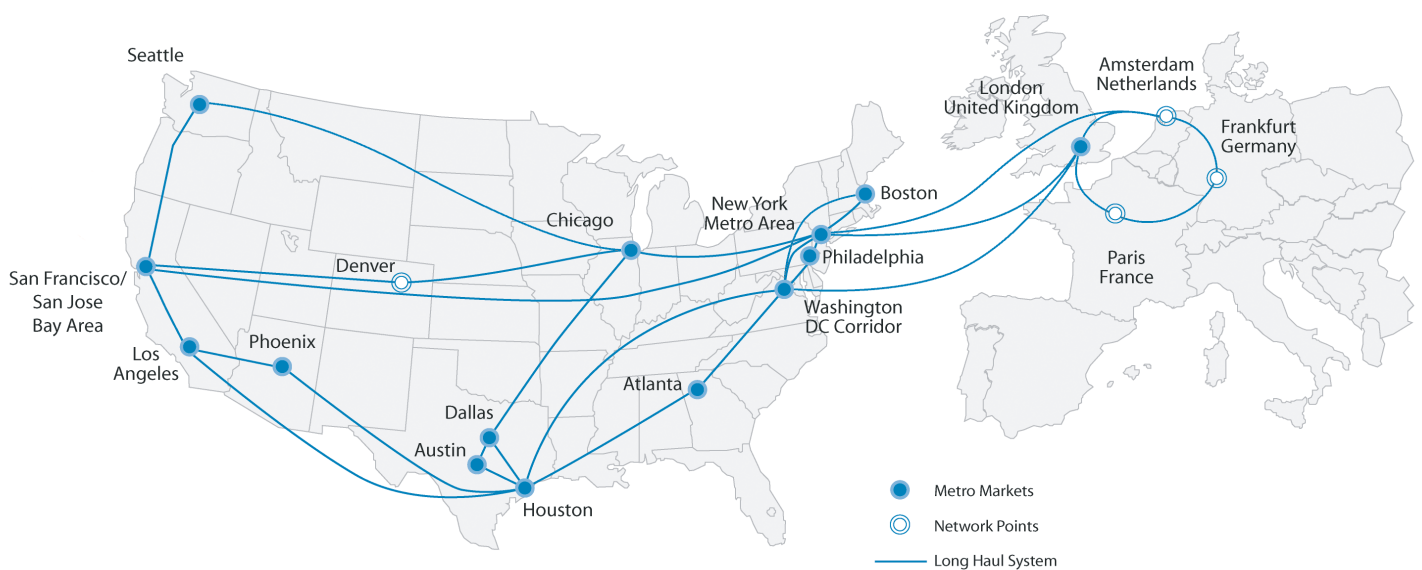 Seattle
San Francisco/
San Jose
Bay Area
Los
Angeles
Phoenix
Denver
Chicago
Dallas
Austin
Houston
Atlanta
New York
Metro Area
Boston
Philadelphia
Washington
DC Corridor
London
United Kingdom
Amsterdam
Netherlands
Frankfurt
Germany
Paris
France
Metro Markets
Network Points
Long Haul System